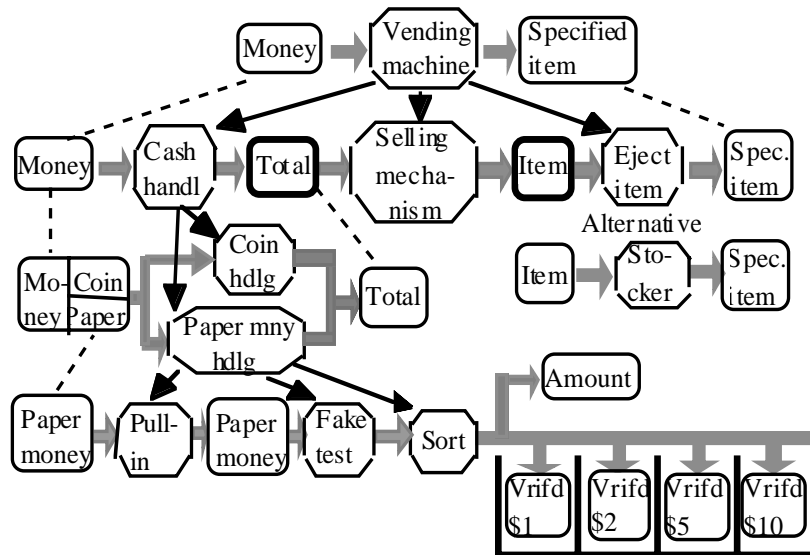 Money
Vending
machine
Specified
item
Money
Cash
handl
Total
Selling
mecha-
nism
Item
Eject
item
Spec.
item
Alternative
Mo-
ney
Coin
Paper
Coin
hdlg
Total
Item
Sto-
cker
Spec.
item
Paper mny
hdlg
Amount
Paper
money
Pull-
in
Paper
money
Fake
test
Sort
Vrifd
$1
Vrifd
$2
Vrifd
$5
Vrifd
$10